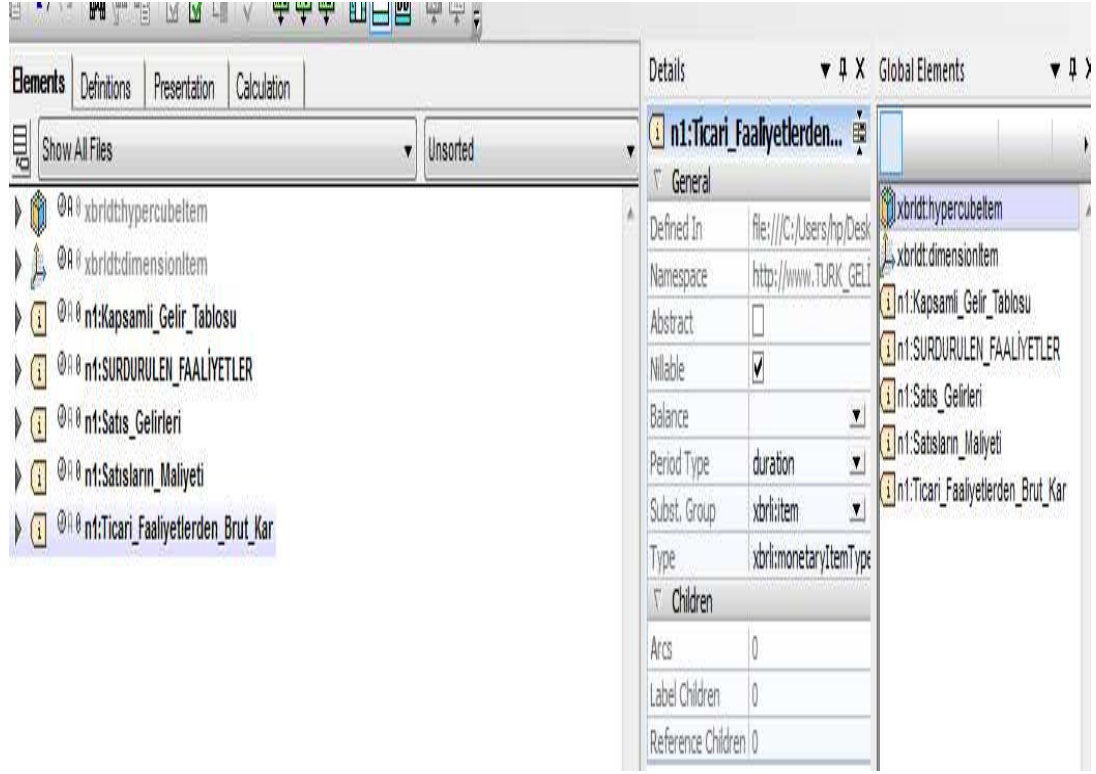 Elements
Definitions
Presentation
Calculation
Show All Files
Unsorted
xbrldt:hypercubeItem
xbrldt:dimensionItem
n1:Kapsamli_Gelir_Tablosu
n1:SURDURULEN_FAALİYETLER
n1:Satıs_Gelirleri
n1:Satısların_Maliyeti
n1:Ticari_Faaliyetlerden_Brut_Kar
Details
n1:Ticari_Faaliyetlerden...
General
Defined In file:///C:/Users/hp/Desk
Namespace http://www.TURK_GELİ
Abstract
Nillable
Balance
Period Type duration
Subst. Group xbrli:item
Type xbrli:monetaryItemType
Children
Arcs 0
Label Children 0
Reference Children 0
Global Elements
xbrldt:hypercubeItem
xbrldt:dimensionItem
n1:Kapsamli_Gelir_Tablosu
n1:SURDURULEN_FAALİYETLER
n1:Satıs_Gelirleri
n1:Satısların_Maliyeti
n1:Ticari_Faaliyetlerden_Brut_Kar